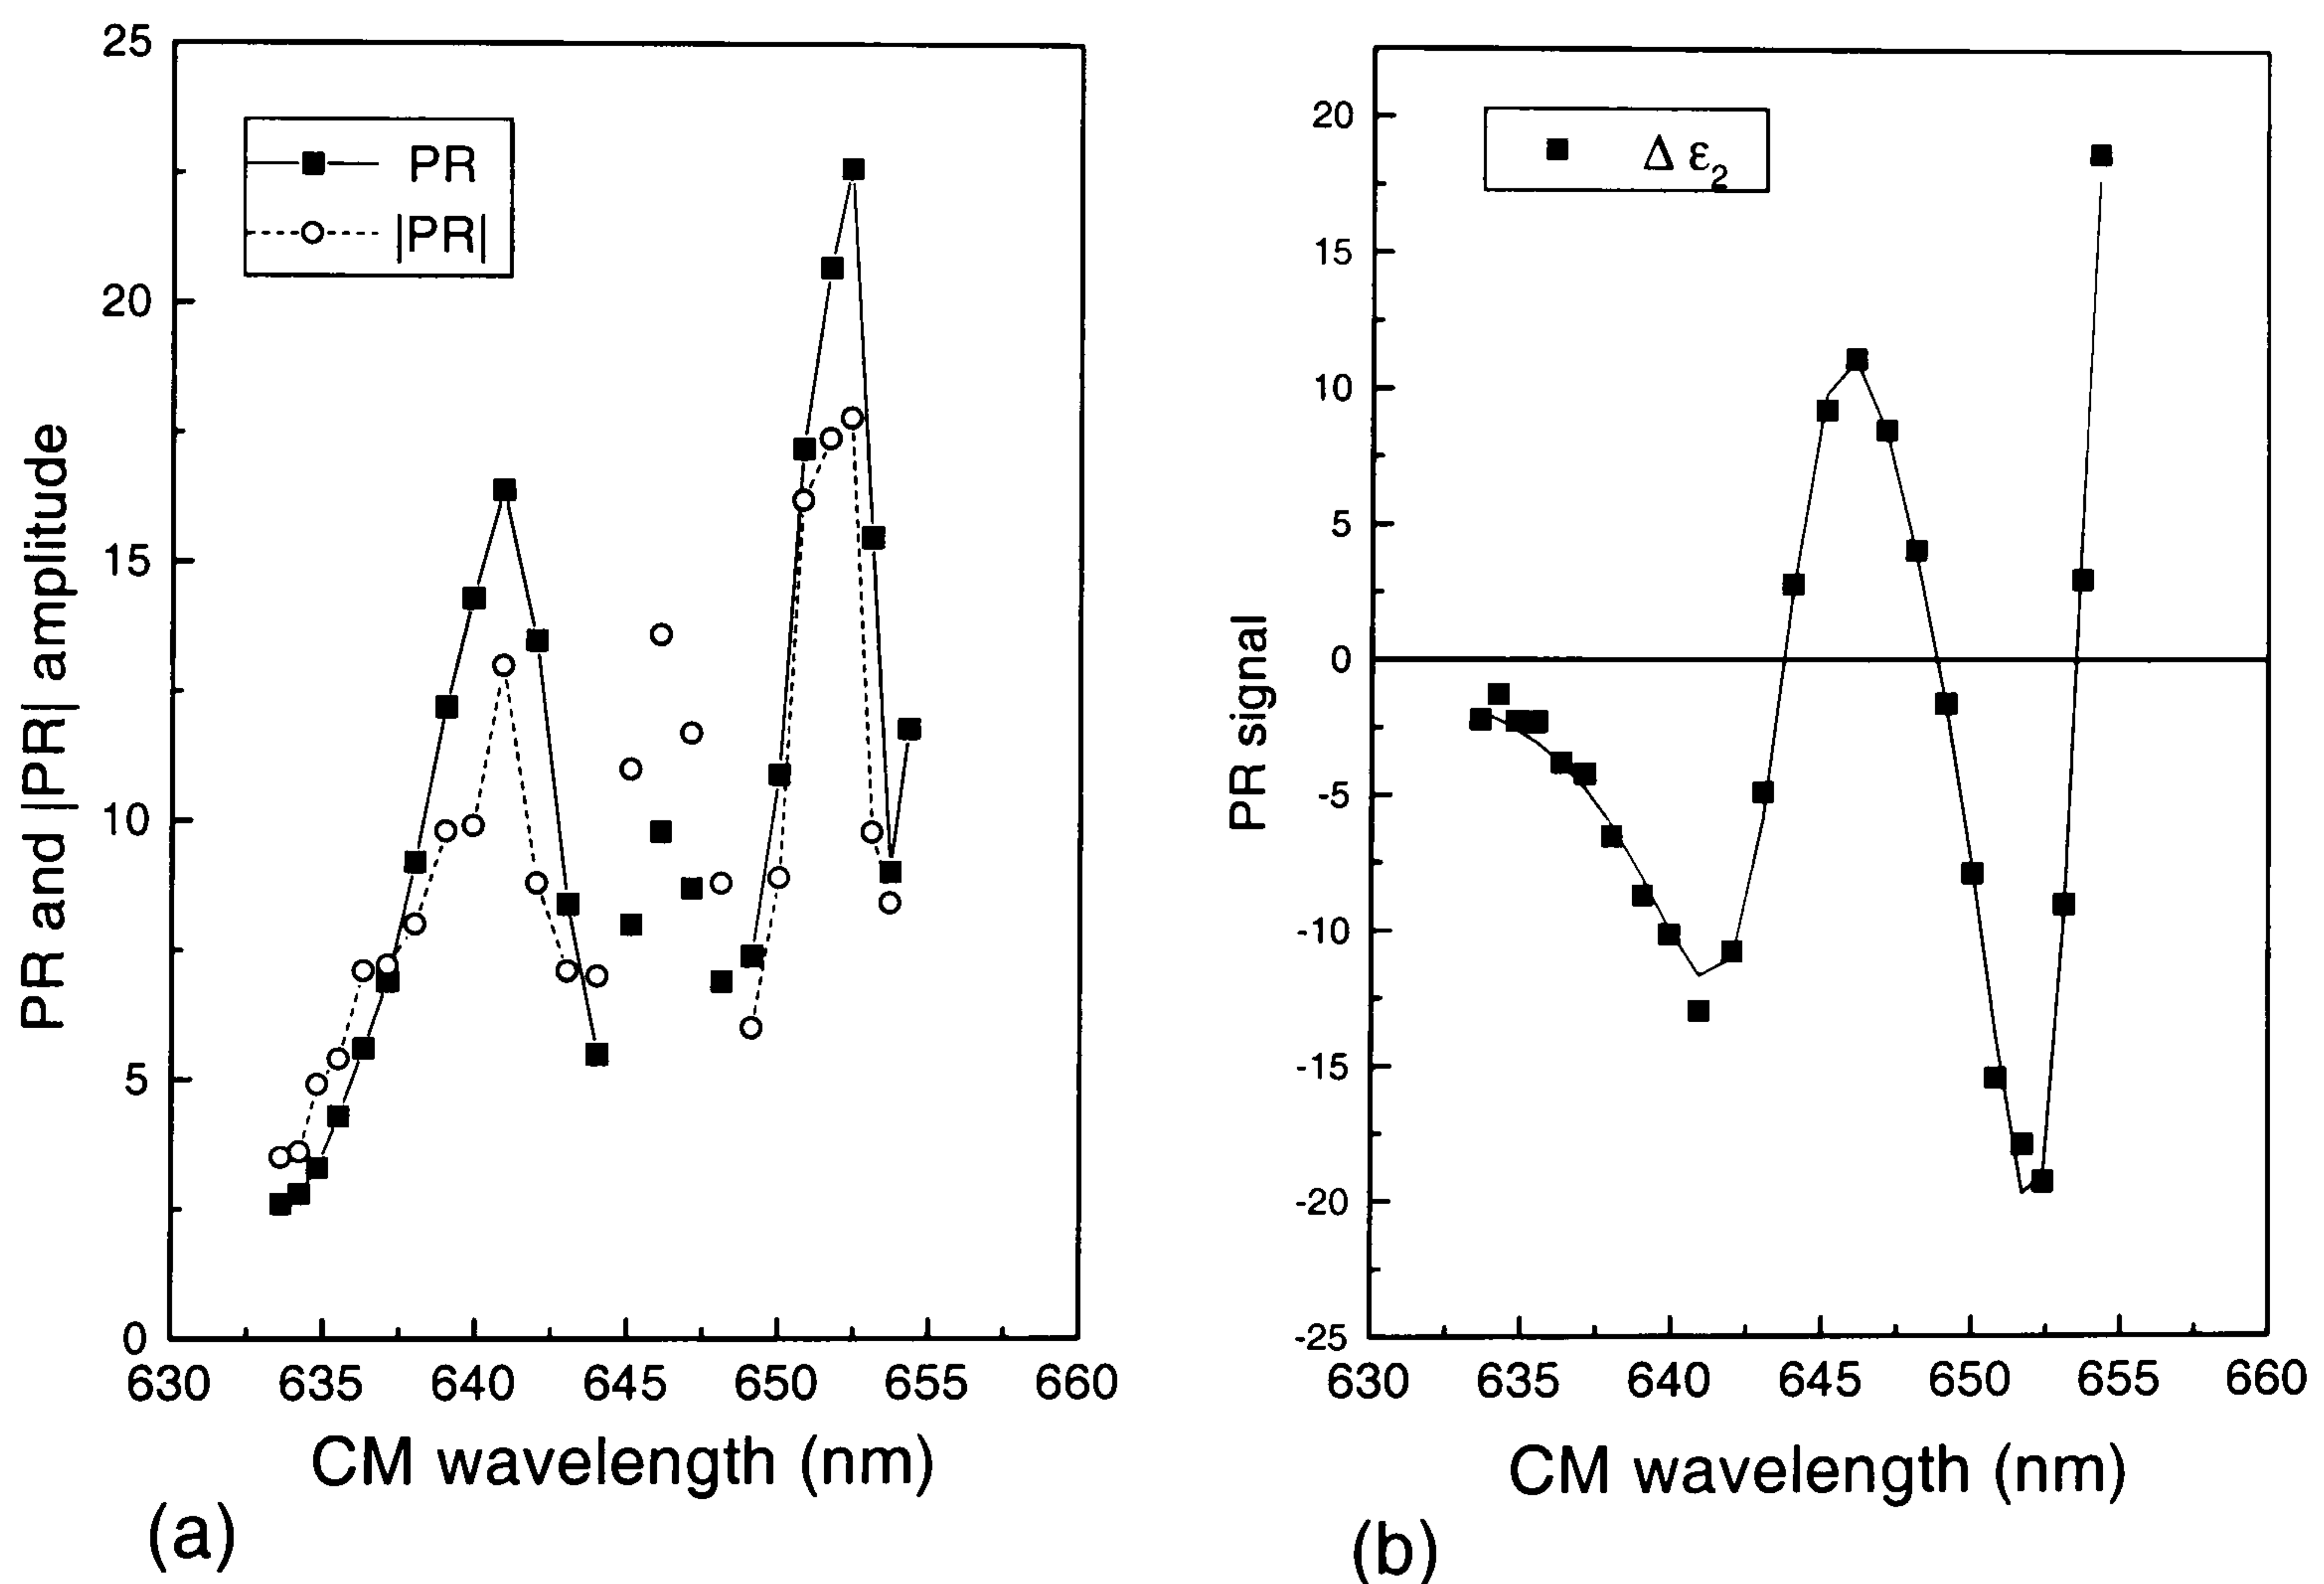 25
20
15
10
5
0
PR and |PR| amplitude
PR
|PR|
630 635 640 645 650 655 660
CM wavelength (nm)
(a)
20
15
10
5
0
-5
-10
-15
-20
-25
PR signal
Δ ε2
630 635 640 645 650 655 660
CM wavelength (nm)
(b)